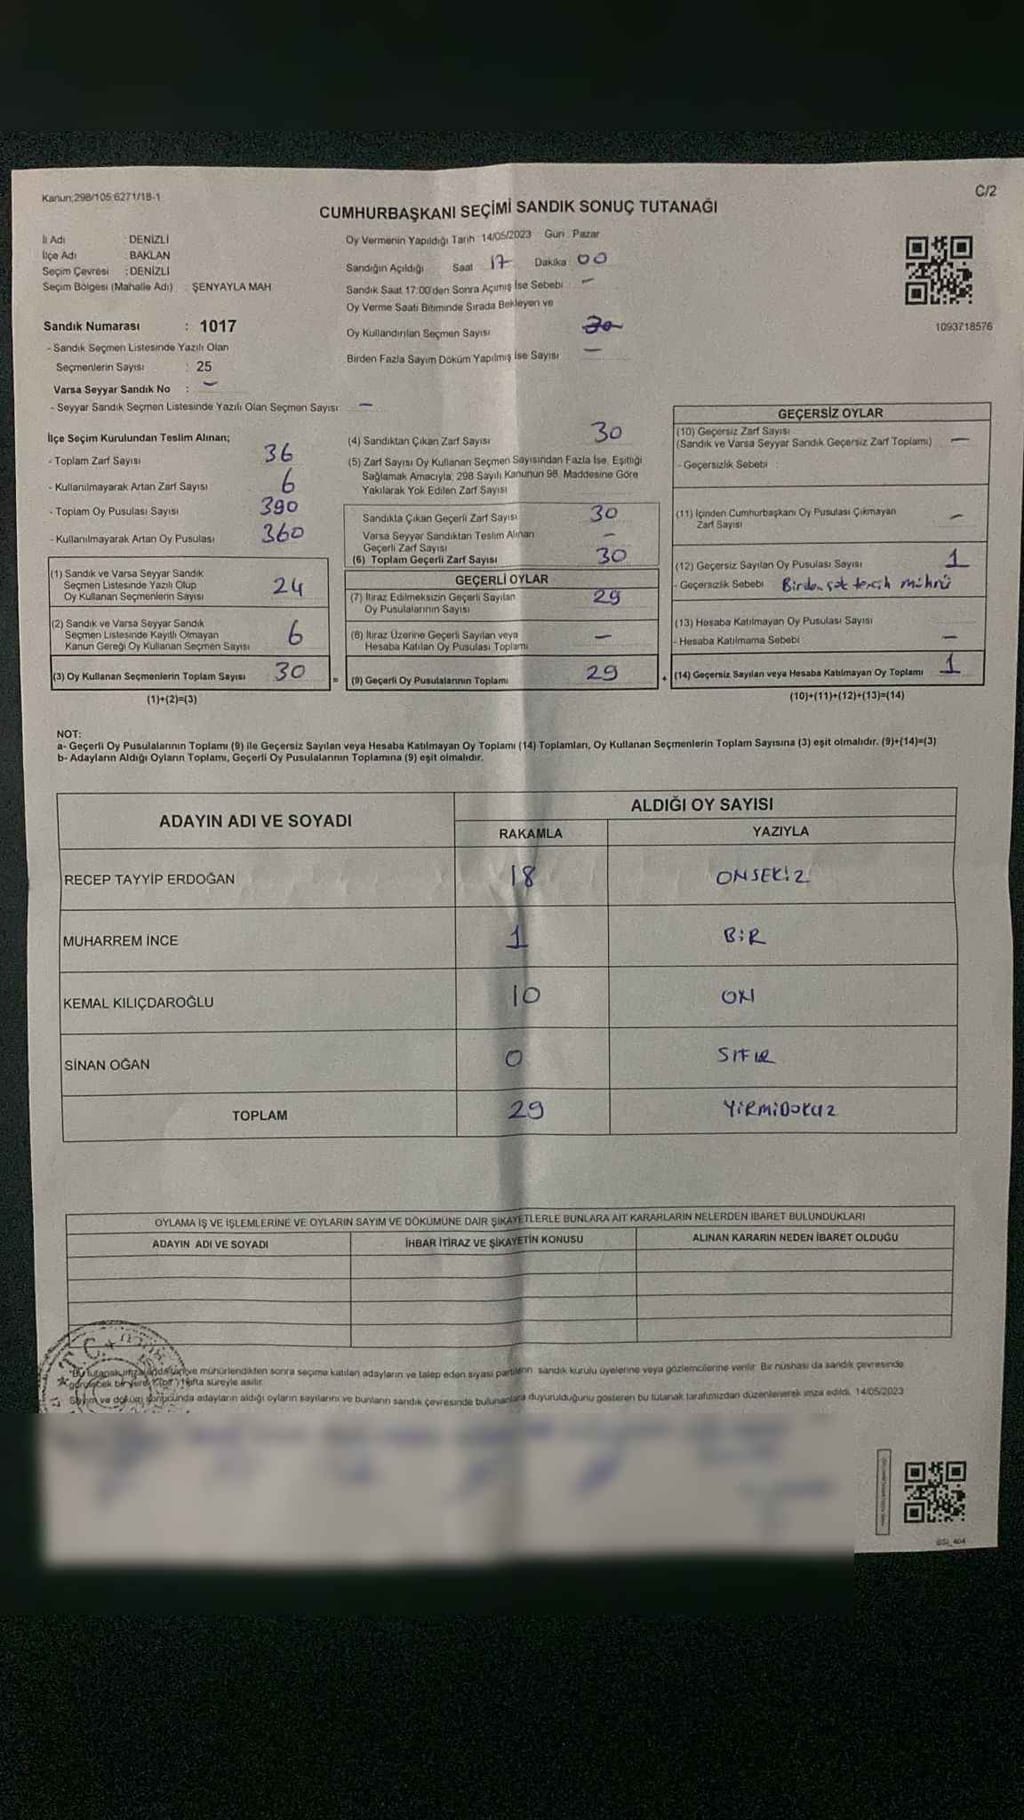 Kanun;298/105;6271/18-1
C/2
CUMHURBAŞKANI SEÇİMİ SANDIK SONUÇ TUTANAĞI
İl Adı : DENİZLİ
İlçe Adı : BAKLAN
Seçim Çevresi : DENİZLİ
Seçim Bölgesi (Mahalle Adı) : ŞENYAYLA MAH
Sandık Numarası : 1017
- Sandık Seçmen Listesinde Yazılı Olan
Seçmenlerin Sayısı : 25
Varsa Seyyar Sandık No : –
- Seyyar Sandık Seçmen Listesinde Yazılı Olan Seçmen Sayısı –
Oy Vermenin Yapıldığı Tarih 14/05/2023 Gün : Pazar
Sandığın Açıldığı Saat 17 Dakika 00
Sandık Saat 17:00'den Sonra Açımış İse Sebebi –
Oy Verme Saati Bitiminde Sırada Bekleyen ve
Oy Kullandırılan Seçmen Sayısı
Birden Fazla Sayım Döküm Yapılmış İse Sayısı –
1093718576
İlçe Seçim Kurulundan Teslim Alınan;
- Toplam Zarf Sayısı 36
- Kullanılmayarak Artan Zarf Sayısı 6
- Toplam Oy Pusulası Sayısı 390
- Kullanılmayarak Artan Oy Pusulası 360
(1) Sandık ve Varsa Seyyar Sandık
Seçmen Listesinde Yazılı Olup
Oy Kullanan Seçmenlerin Sayısı 24
(2) Sandık ve Varsa Seyyar Sandık
Seçmen Listesinde Kayıtlı Olmayan
Kanun Gereği Oy Kullanan Seçmen Sayısı 6
(3) Oy Kullanan Seçmenlerin Toplam Sayısı 30
(1)+(2)=(3)
(4) Sandıktan Çıkan Zarf Sayısı 30
(5) Zarf Sayısı Oy Kullanan Seçmen Sayısından Fazla İse, Eşitliği
Sağlamak Amacıyla, 298 Sayılı Kanunun 98. Maddesine Göre
Yakılarak Yok Edilen Zarf Sayısı
Sandıkta Çıkan Geçerli Zarf Sayısı 30
Varsa Seyyar Sandıktan Teslim Alınan
Geçerli Zarf Sayısı –
(6) Toplam Geçerli Zarf Sayısı 30
GEÇERLİ OYLAR
(7) İtiraz Edilmeksizin Geçerli Sayılan
Oy Pusulalarının Sayısı 29
(8) İtiraz Üzerine Geçerli Sayılan veya
Hesaba Katılan Oy Pusulası Toplamı –
= (9) Geçerli Oy Pusulalarının Toplamı 29
GEÇERSİZ OYLAR
(10) Geçersiz Zarf Sayısı
(Sandık ve Varsa Seyyar Sandık Geçersiz Zarf Toplamı) –
- Geçersizlik Sebebi :
(11) İçinden Cumhurbaşkanı Oy Pusulası Çıkmayan
Zarf Sayısı –
(12) Geçersiz Sayılan Oy Pusulası Sayısı 1
- Geçersizlik Sebebi : Birden çok tercih mührü
(13) Hesaba Katılmayan Oy Pusulası Sayısı
- Hesaba Katılmama Sebebi –
+ (14) Geçersiz Sayılan veya Hesaba Katılmayan Oy Toplamı 1
(10)+(11)+(12)+(13)=(14)
NOT:
a- Geçerli Oy Pusulalarının Toplamı (9) ile Geçersiz Sayılan veya Hesaba Katılmayan Oy Toplamı (14) Toplamları, Oy Kullanan Seçmenlerin Toplam Sayısına (3) eşit olmalıdır. (9)+(14)=(3)
b- Adayların Aldığı Oyların Toplamı, Geçerli Oy Pusulalarının Toplamına (9) eşit olmalıdır.
ADAYIN ADI VE SOYADI
ALDIĞI OY SAYISI
RAKAMLA YAZIYLA
RECEP TAYYİP ERDOĞAN 18 ONSEKİZ
MUHARREM İNCE 1 BİR
KEMAL KILIÇDAROĞLU 10 ON
SİNAN OĞAN 0 SIFIR
TOPLAM 29 YİRMİDOKUZ
OYLAMA İŞ VE İŞLEMLERİNE VE OYLARIN SAYIM VE DÖKÜMÜNE DAİR ŞİKAYETLERLE BUNLARA AİT KARARLARIN NELERDEN İBARET BULUNDUKLARI
ADAYIN ADI VE SOYADI İHBAR İTİRAZ VE ŞİKAYETİN KONUSU ALINAN KARARIN NEDEN İBARET OLDUĞU
T.C.
mühürlendikten sonra seçime katılan adayların ve talep eden siyasi partilerin sandık kurulu üyelerine veya gözlemcilerine verilir. Bir nüshası da sandık çevresinde
hafta süreyle asılır.
Sayım ve döküm sonucunda adayların aldığı oyların sayılarını ve bunların sandık çevresinde bulunanlara duyurulduğunu gösteren bu tutanak tarafımızdan düzenlenerek imza edildi. 14/05/2023